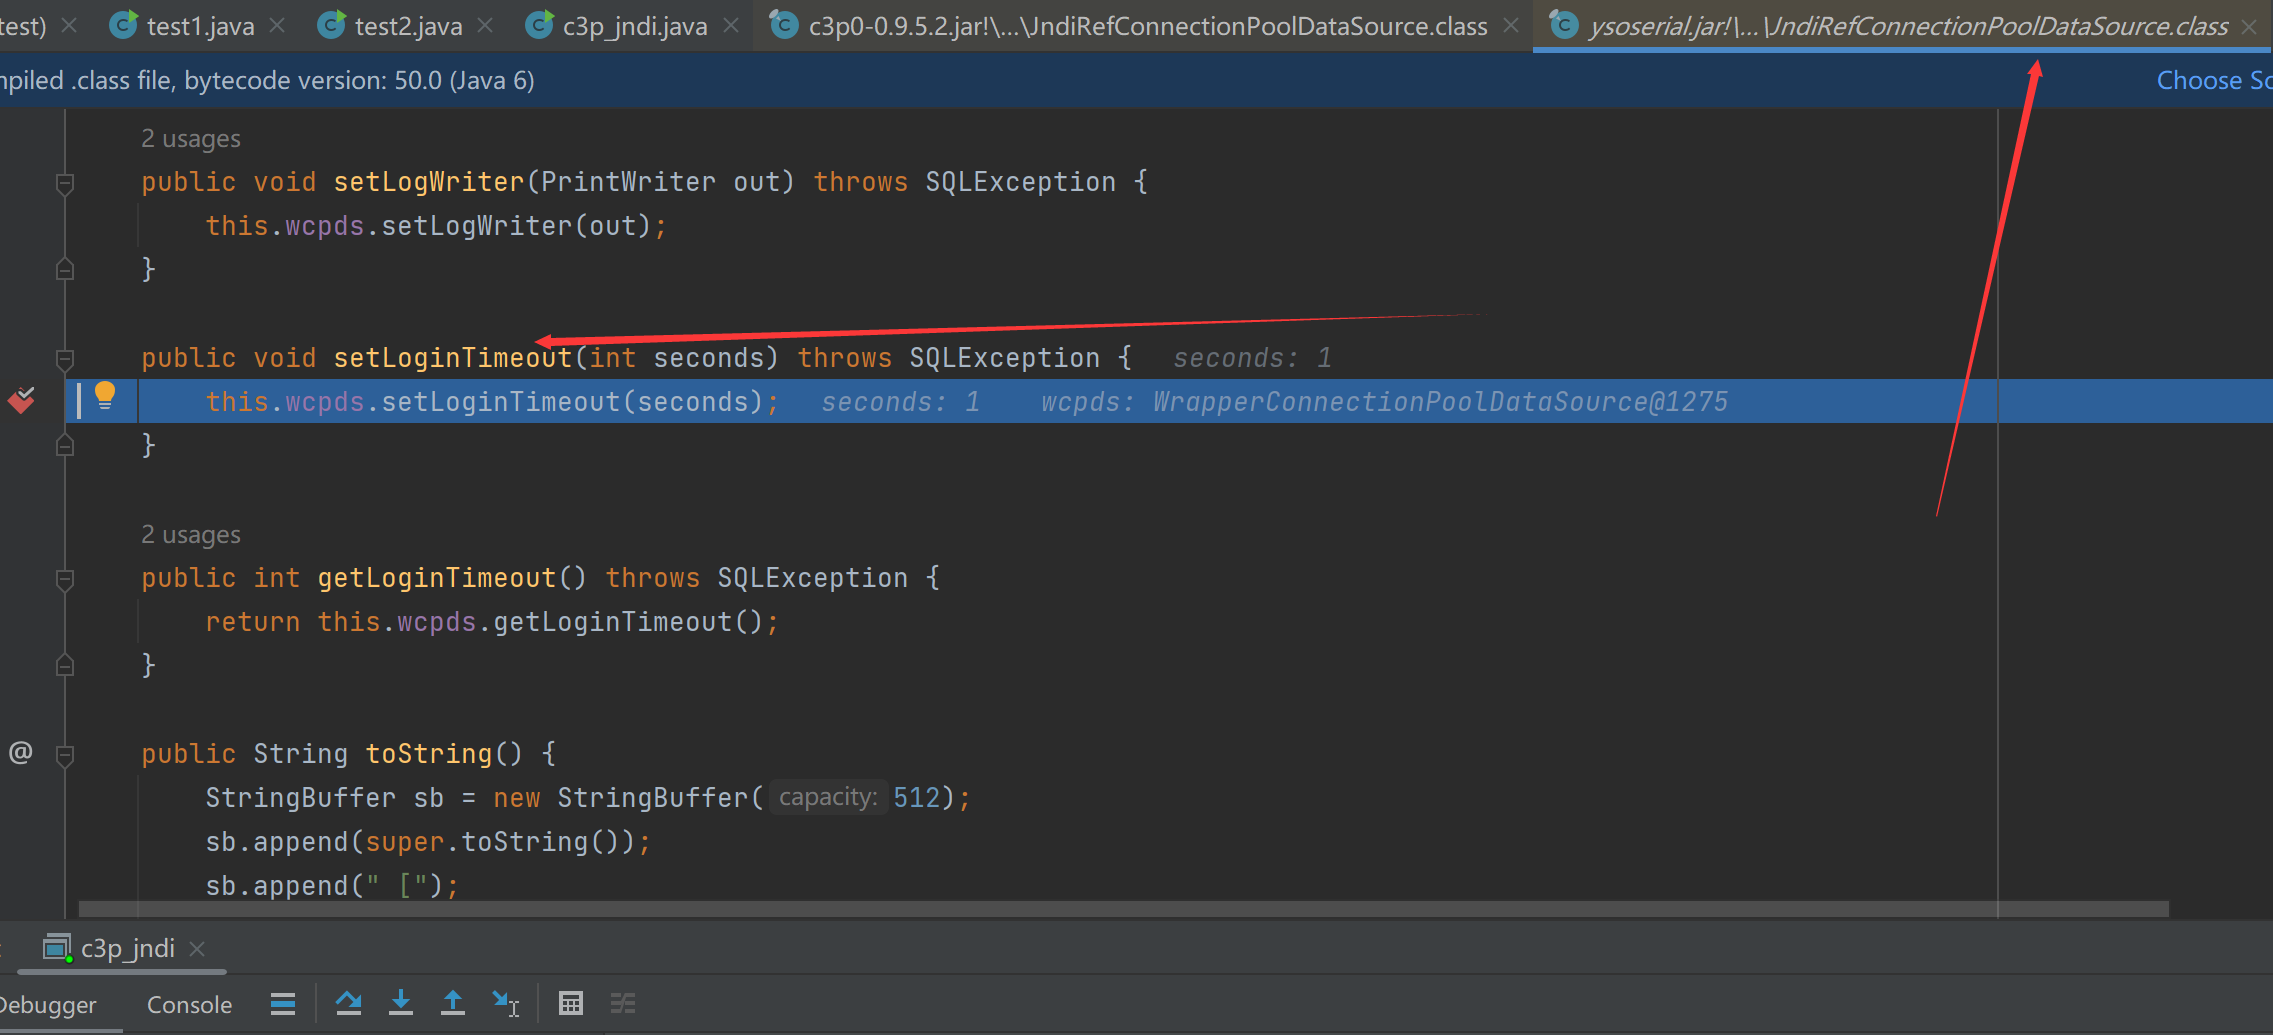 test) test1.java test2.java c3p_jndi.java c3p0-0.9.5.2.jar!\...\JndiRefConnectionPoolDataSource.class ysoserial.jar!\...\JndiRefConnectionPoolDataSource.class
mpiled .class file, bytecode version: 50.0 (Java 6) Choose So
2 usages
public void setLogWriter(PrintWriter out) throws SQLException {
this.wcpds.setLogWriter(out);
}
public void setLoginTimeout(int seconds) throws SQLException { seconds: 1
this.wcpds.setLoginTimeout(seconds); seconds: 1 wcpds: WrapperConnectionPoolDataSource@1275
}
2 usages
public int getLoginTimeout() throws SQLException {
return this.wcpds.getLoginTimeout();
}
@ public String toString() {
StringBuffer sb = new StringBuffer( capacity: 512);
sb.append(super.toString());
sb.append(" [");
: c3p_jndi
Debugger Console